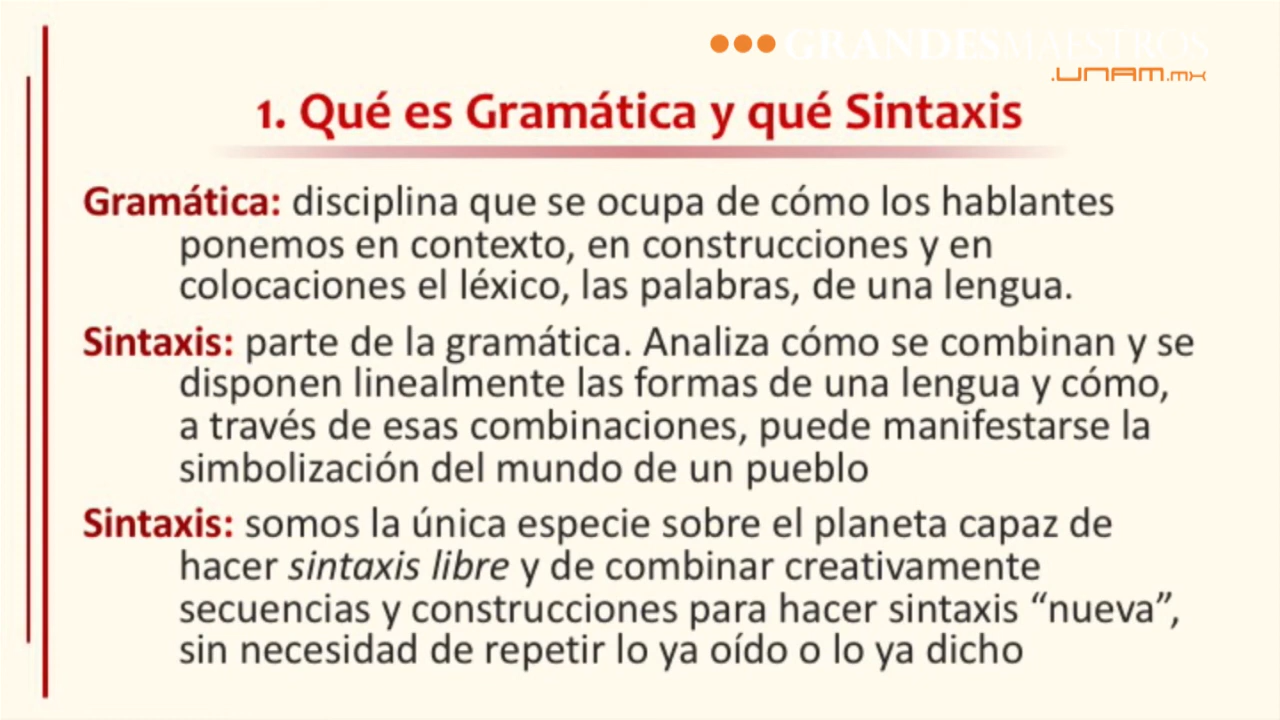 GRANDESMAESTROS
.UNAM.mx
1. Qué es Gramática y qué Sintaxis
Gramática: disciplina que se ocupa de cómo los hablantes
ponemos en contexto, en construcciones y en
colocaciones el léxico, las palabras, de una lengua.
Sintaxis: parte de la gramática. Analiza cómo se combinan y se
disponen linealmente las formas de una lengua y cómo,
a través de esas combinaciones, puede manifestarse la
simbolización del mundo de un pueblo
Sintaxis: somos la única especie sobre el planeta capaz de
hacer sintaxis libre y de combinar creativamente
secuencias y construcciones para hacer sintaxis “nueva”,
sin necesidad de repetir lo ya oído o lo ya dicho